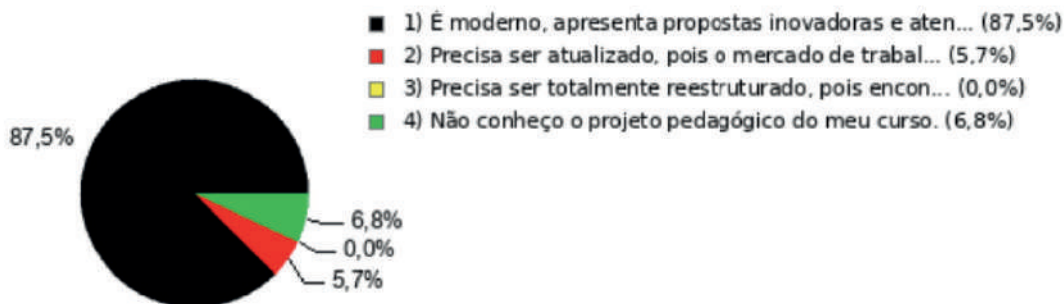 1) É moderno, apresenta propostas inovadoras e aten... (87,5%)
2) Precisa ser atualizado, pois o mercado de trabal... (5,7%)
3) Precisa ser totalmente reestruturado, pois encon... (0,0%)
4) Não conheço o projeto pedagógico do meu curso. (6,8%)
87,5%
6,8%
0,0%
5,7%